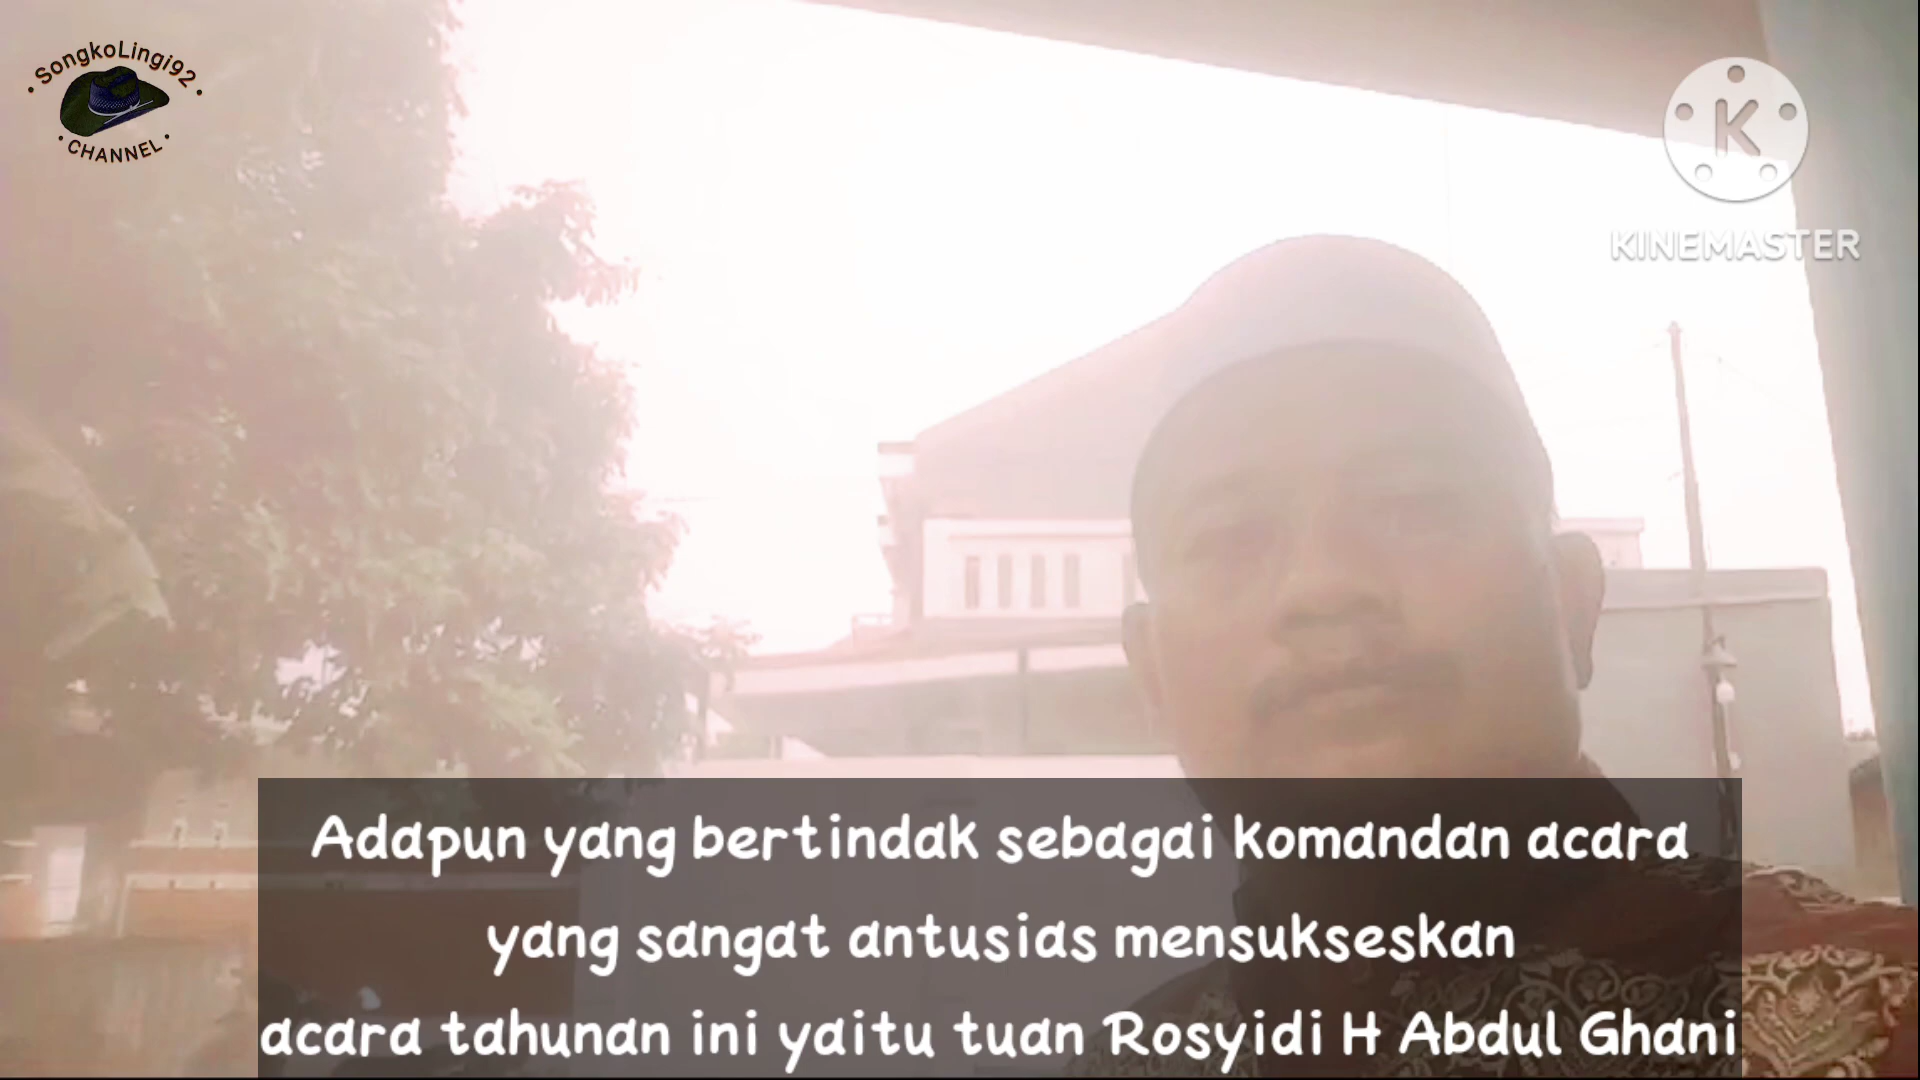 SongkoLingi92
CHANNEL
K
KINEMASTER
Adapun yang bertindak sebagai komandan acara
yang sangat antusias mensukseskan
acara tahunan ini yaitu tuan Rosyidi H Abdul Ghani